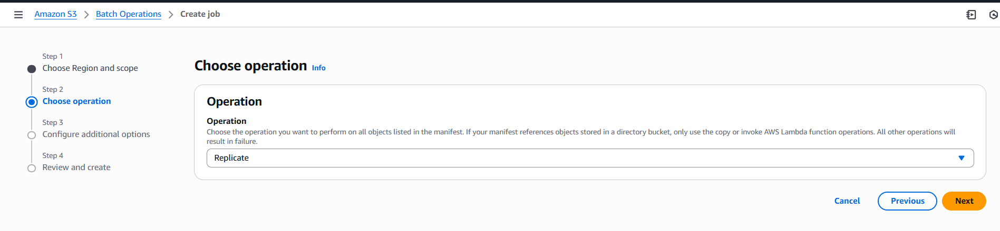 Amazon S3 > Batch Operations > Create job
Step 1
Choose Region and scope
Step 2
Choose operation
Step 3
Configure additional options
Step 4
Review and create
Choose operation Info
Operation
Operation
Choose the operation you want to perform on all objects listed in the manifest. If your manifest references objects stored in a directory bucket, only use the copy or invoke AWS Lambda function operations. All other operations will
result in failure.
Replicate
Cancel Previous Next